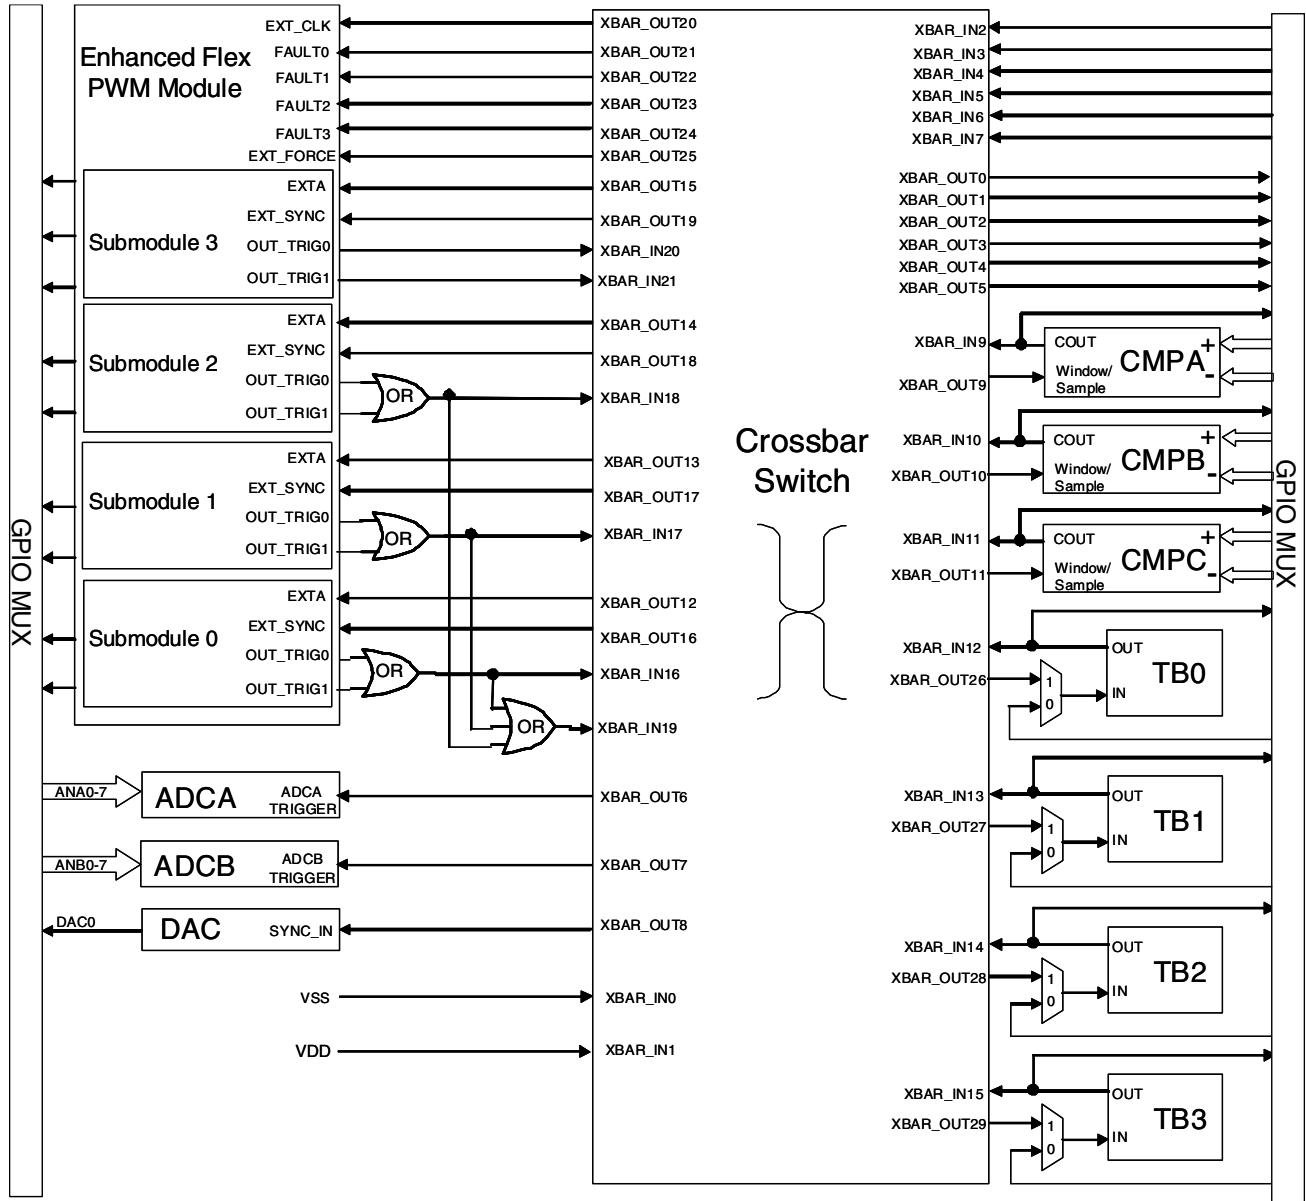 GPIO MUX
Enhanced Flex
PWM Module
EXT_CLK
FAULT0
FAULT1
FAULT2
FAULT3
EXT_FORCE
Submodule 3
EXTA
EXT_SYNC
OUT_TRIG0
OUT_TRIG1
Submodule 2
EXTA
EXT_SYNC
OUT_TRIG0
OUT_TRIG1
OR
Submodule 1
EXTA
EXT_SYNC
OUT_TRIG0
OUT_TRIG1
OR
Submodule 0
EXTA
EXT_SYNC
OUT_TRIG0
OUT_TRIG1
OR
OR
ANA0-7
ADCA
ADCA
TRIGGER
ANB0-7
ADCB
ADCB
TRIGGER
DAC0
DAC
SYNC_IN
VSS
VDD
XBAR_OUT20
XBAR_OUT21
XBAR_OUT22
XBAR_OUT23
XBAR_OUT24
XBAR_OUT25
XBAR_OUT15
XBAR_OUT19
XBAR_IN20
XBAR_IN21
XBAR_OUT14
XBAR_OUT18
XBAR_IN18
XBAR_OUT13
XBAR_OUT17
XBAR_IN17
XBAR_OUT12
XBAR_OUT16
XBAR_IN16
XBAR_IN19
XBAR_OUT6
XBAR_OUT7
XBAR_OUT8
XBAR_IN0
XBAR_IN1
Crossbar
Switch
XBAR_IN2
XBAR_IN3
XBAR_IN4
XBAR_IN5
XBAR_IN6
XBAR_IN7
XBAR_OUT0
XBAR_OUT1
XBAR_OUT2
XBAR_OUT3
XBAR_OUT4
XBAR_OUT5
XBAR_IN9
XBAR_OUT9
XBAR_IN10
XBAR_OUT10
XBAR_IN11
XBAR_OUT11
XBAR_IN12
XBAR_OUT26
XBAR_IN13
XBAR_OUT27
XBAR_IN14
XBAR_OUT28
XBAR_IN15
XBAR_OUT29
COUT
CMPA
+
-
Window/
Sample
COUT
CMPB
+
-
Window/
Sample
COUT
CMPC
+
-
Window/
Sample
OUT
TB0
IN
1
0
OUT
TB1
IN
1
0
OUT
TB2
IN
1
0
OUT
TB3
IN
1
0
GPIO MUX